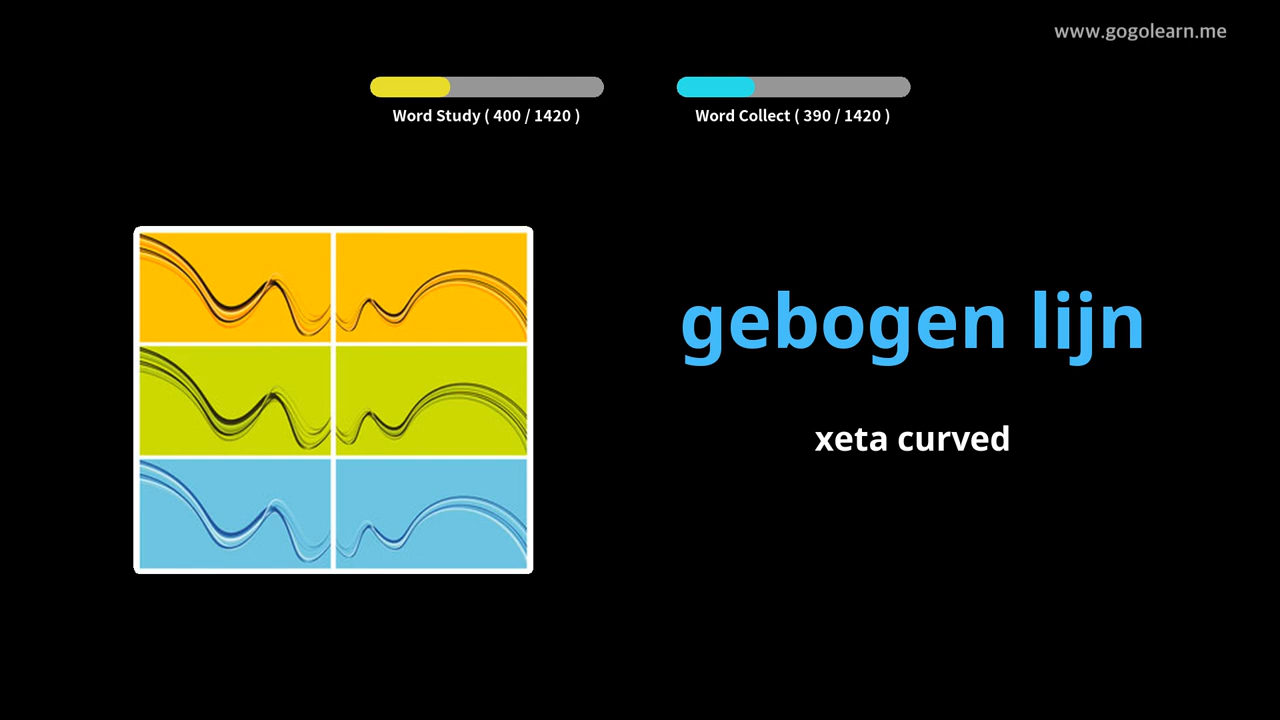 www.gogolearn.me
Word Study ( 400 / 1420 )
Word Collect ( 390 / 1420 )
gebogen lijn
xeta curved